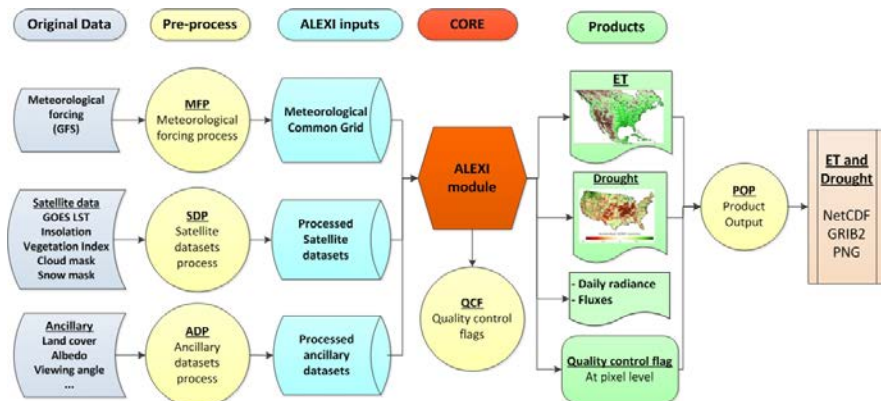 Original Data
Pre-process
ALEXI inputs
CORE
Products
Meteorological
forcing
(GFS)
MFP
Meteorological
forcing process
Meteorological
Common Grid
Satellite data
GOES LST
Insolation
Vegetation Index
Cloud mask
Snow mask
SDP
Satellite
datasets
process
Processed
Satellite
datasets
Ancillary
Land cover
Albedo
Viewing angle
...
ADP
Ancillary
datasets
process
Processed
ancillary
datasets
ALEXI
module
QCF
Quality control
flags
ET
Drought
- Daily radiance
- Fluxes
Quality control flag
At pixel level
POP
Product
Output
ET and
Drought
NetCDF
GRIB2
PNG